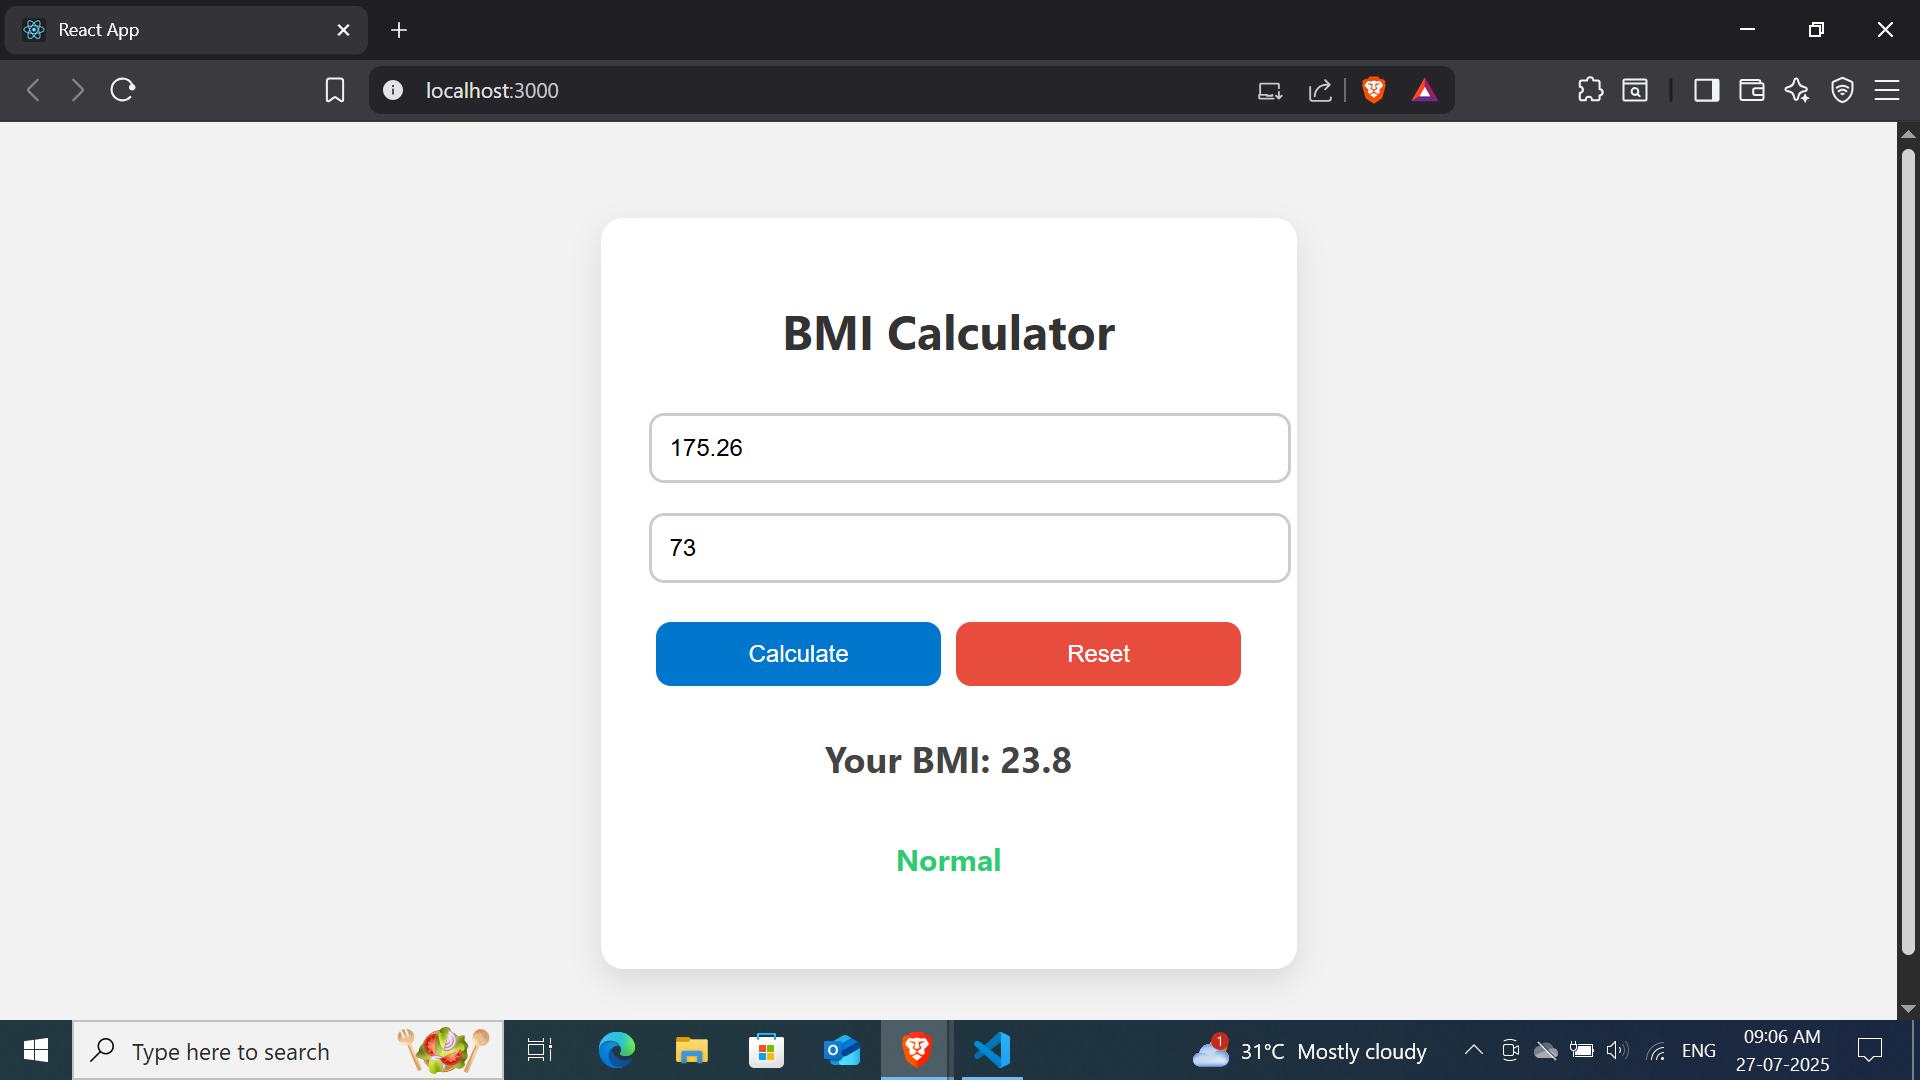 React App
localhost:3000
BMI Calculator
175.26
73
Calculate
Reset
Your BMI: 23.8
Normal
Type here to search
1
31°C Mostly cloudy
ENG
09:06 AM
27-07-2025